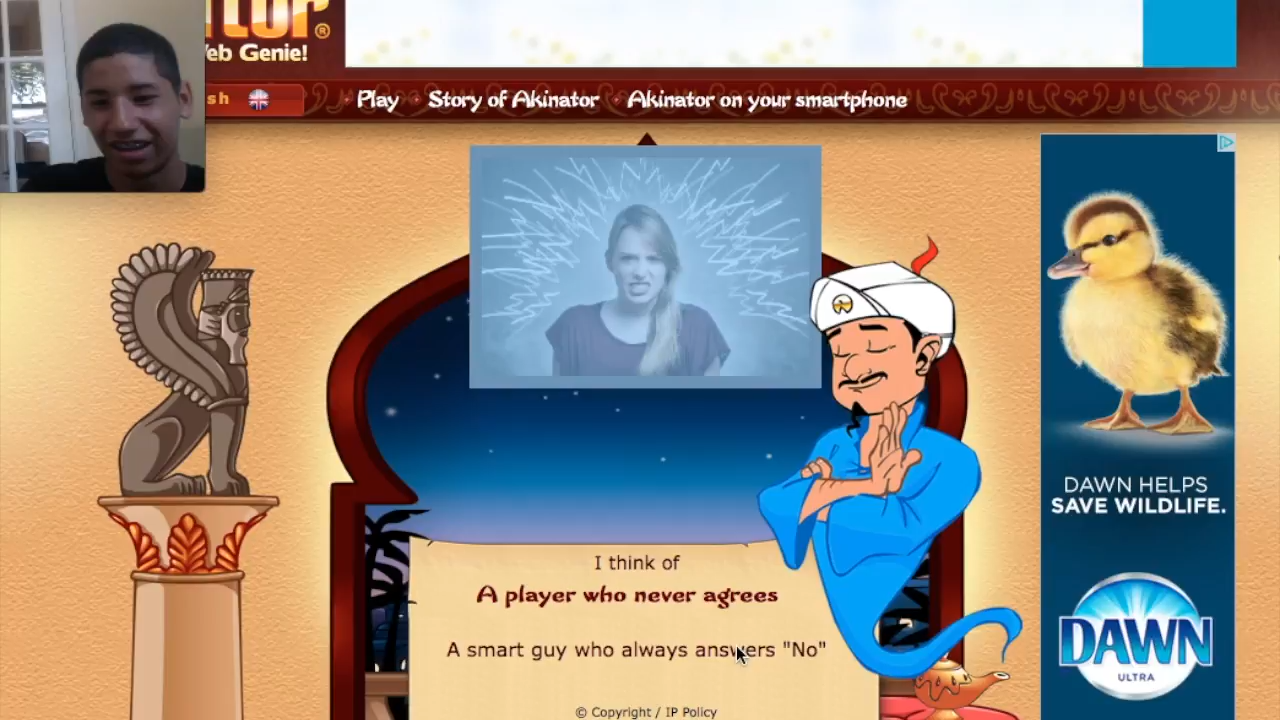 Web Genie!
sh
Play
Story of Akinator
Akinator on your smartphone
I think of
A player who never agrees
A smart guy who always answers "No"
© Copyright / IP Policy
DAWN HELPS
SAVE WILDLIFE.
DAWN
ULTRA